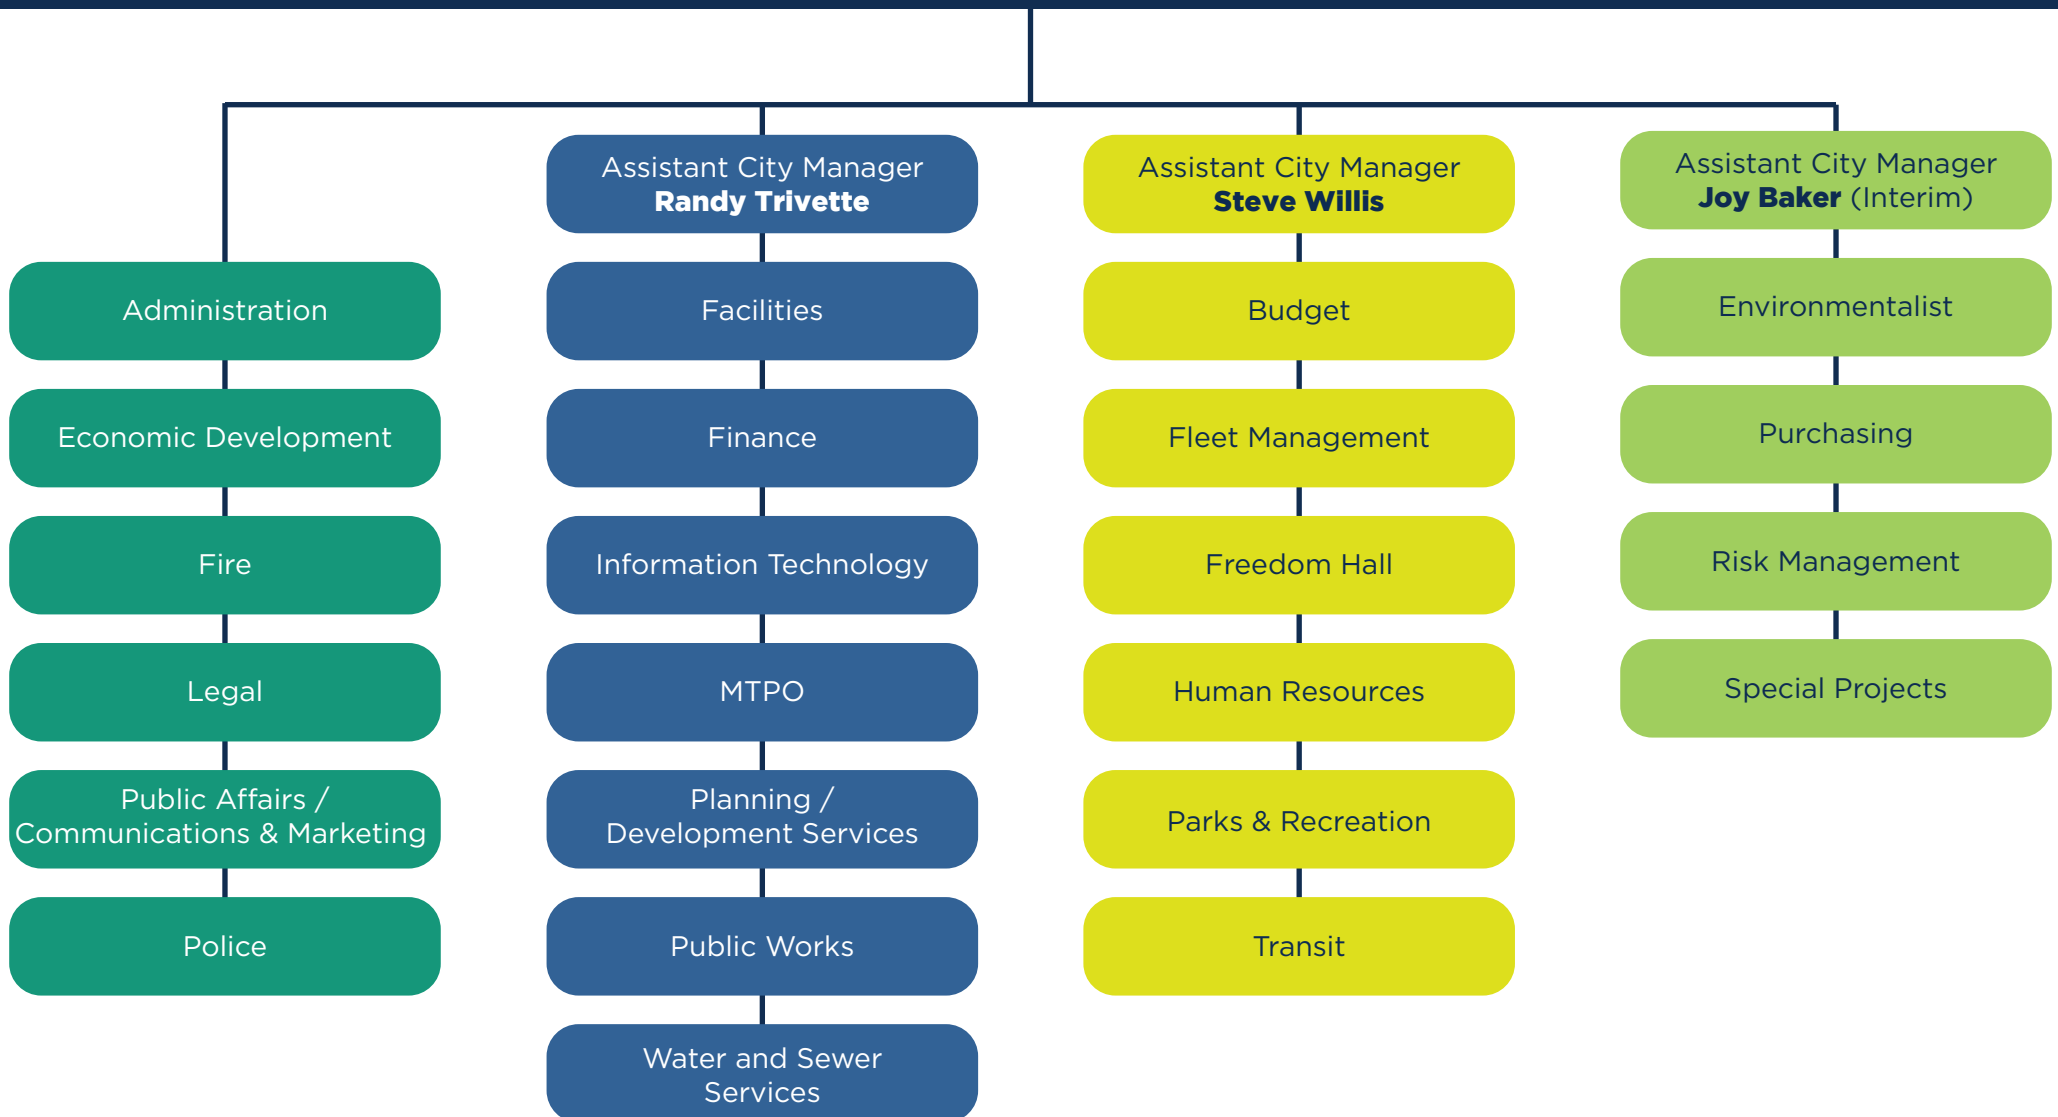 Administration
Economic Development
Fire
Legal
Public Affairs /
Communications & Marketing
Police
Assistant City Manager
Randy Trivette
Facilities
Finance
Information Technology
MTPO
Planning /
Development Services
Public Works
Water and Sewer
Services
Assistant City Manager
Steve Willis
Budget
Fleet Management
Freedom Hall
Human Resources
Parks & Recreation
Transit
Assistant City Manager
Joy Baker (Interim)
Environmentalist
Purchasing
Risk Management
Special Projects